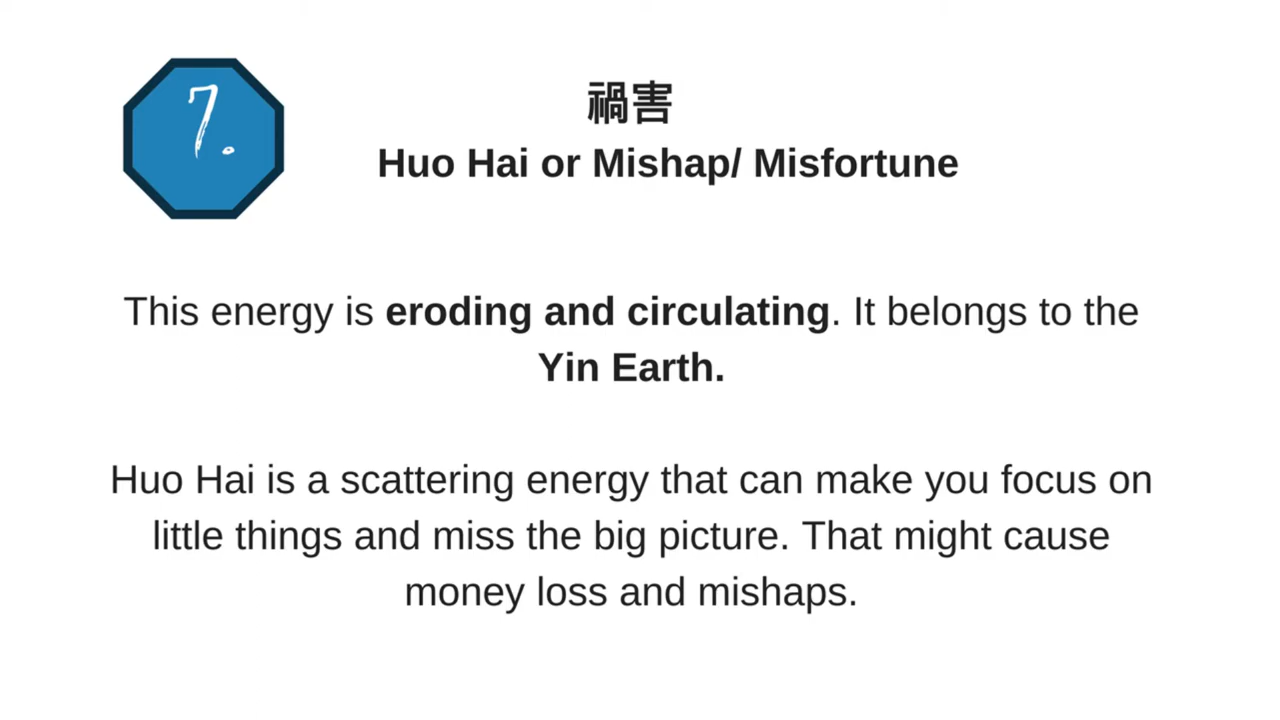 7.
禍害
Huo Hai or Mishap/ Misfortune
This energy is eroding and circulating. It belongs to the
Yin Earth.
Huo Hai is a scattering energy that can make you focus on
little things and miss the big picture. That might cause
money loss and mishaps.